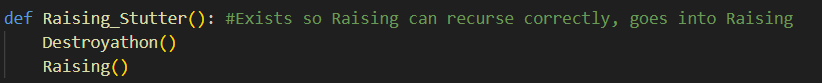 def Raising_Stutter(): #Exists so Raising can recurse correctly, goes into Raising
    Destroyathon()
    Raising()